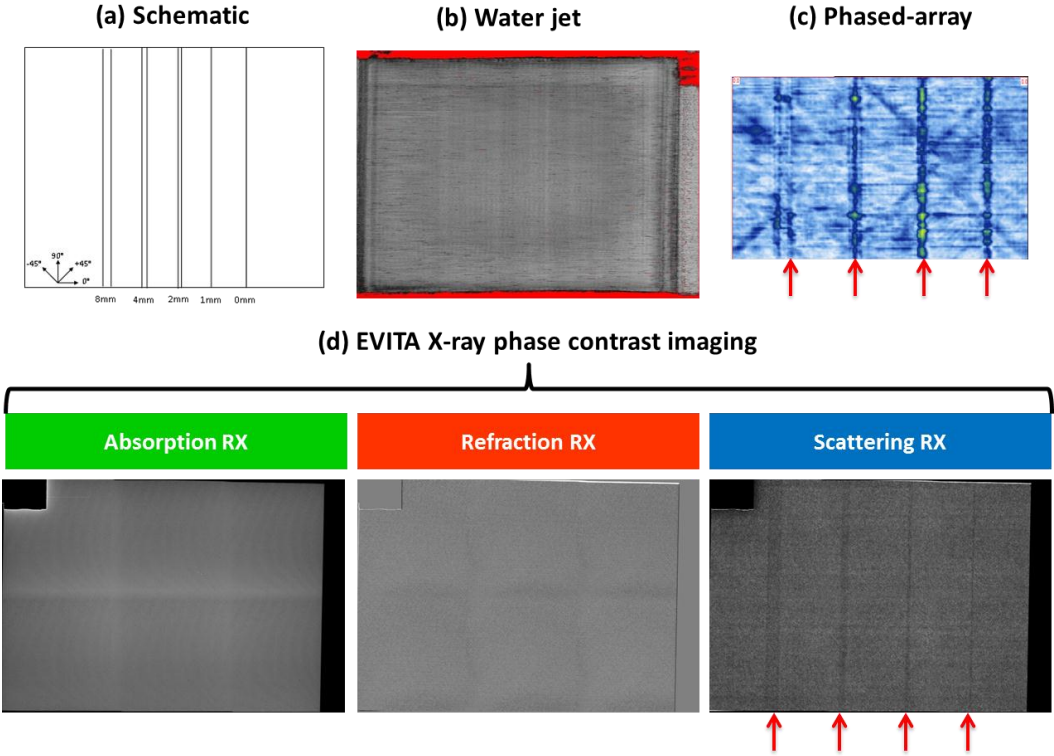 (a) Schematic
(b) Water jet
(c) Phased-array
90°
-45°
+45°
0°
8mm 4mm 2mm 1mm 0mm
(d) EVITA X-ray phase contrast imaging
Absorption RX
Refraction RX
Scattering RX